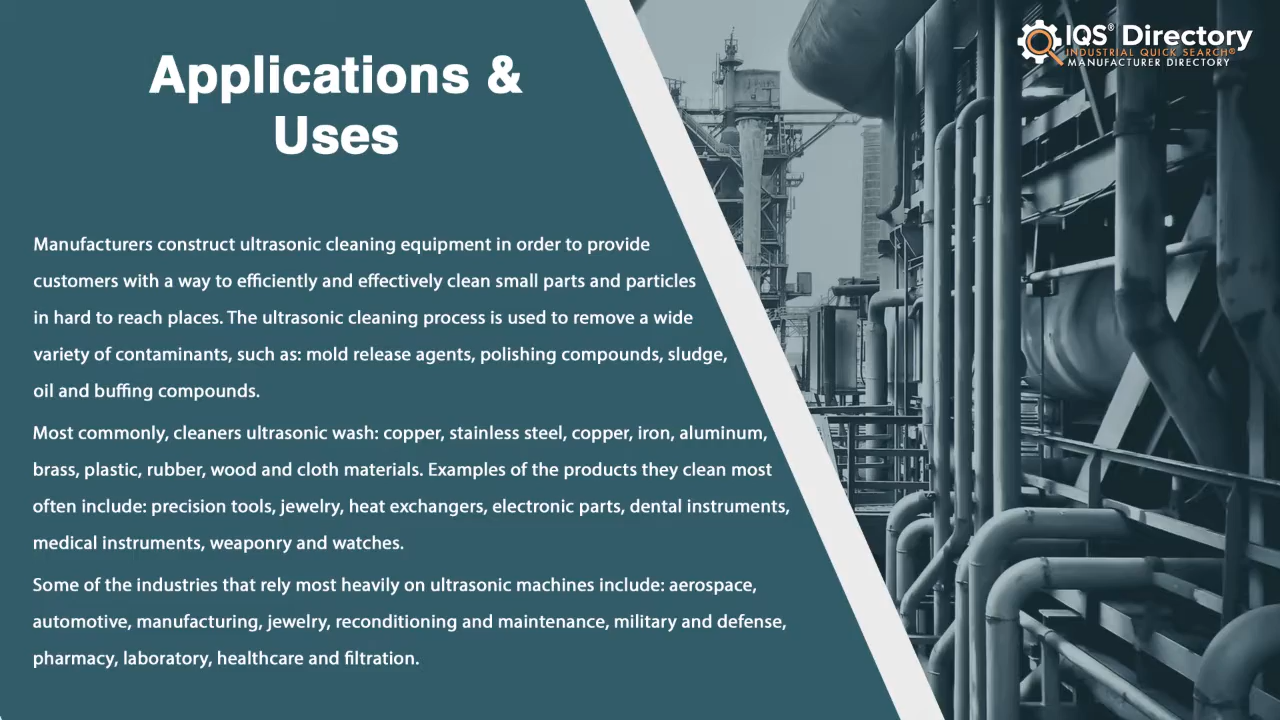 Applications &
Uses
IQS® Directory
INDUSTRIAL QUICK SEARCH®
MANUFACTURER DIRECTORY
Manufacturers construct ultrasonic cleaning equipment in order to provide
customers with a way to efficiently and effectively clean small parts and particles
in hard to reach places. The ultrasonic cleaning process is used to remove a wide
variety of contaminants, such as: mold release agents, polishing compounds, sludge,
oil and buffing compounds.
Most commonly, cleaners ultrasonic wash: copper, stainless steel, copper, iron, aluminum,
brass, plastic, rubber, wood and cloth materials. Examples of the products they clean most
often include: precision tools, jewelry, heat exchangers, electronic parts, dental instruments,
medical instruments, weaponry and watches.
Some of the industries that rely most heavily on ultrasonic machines include: aerospace,
automotive, manufacturing, jewelry, reconditioning and maintenance, military and defense,
pharmacy, laboratory, healthcare and filtration.